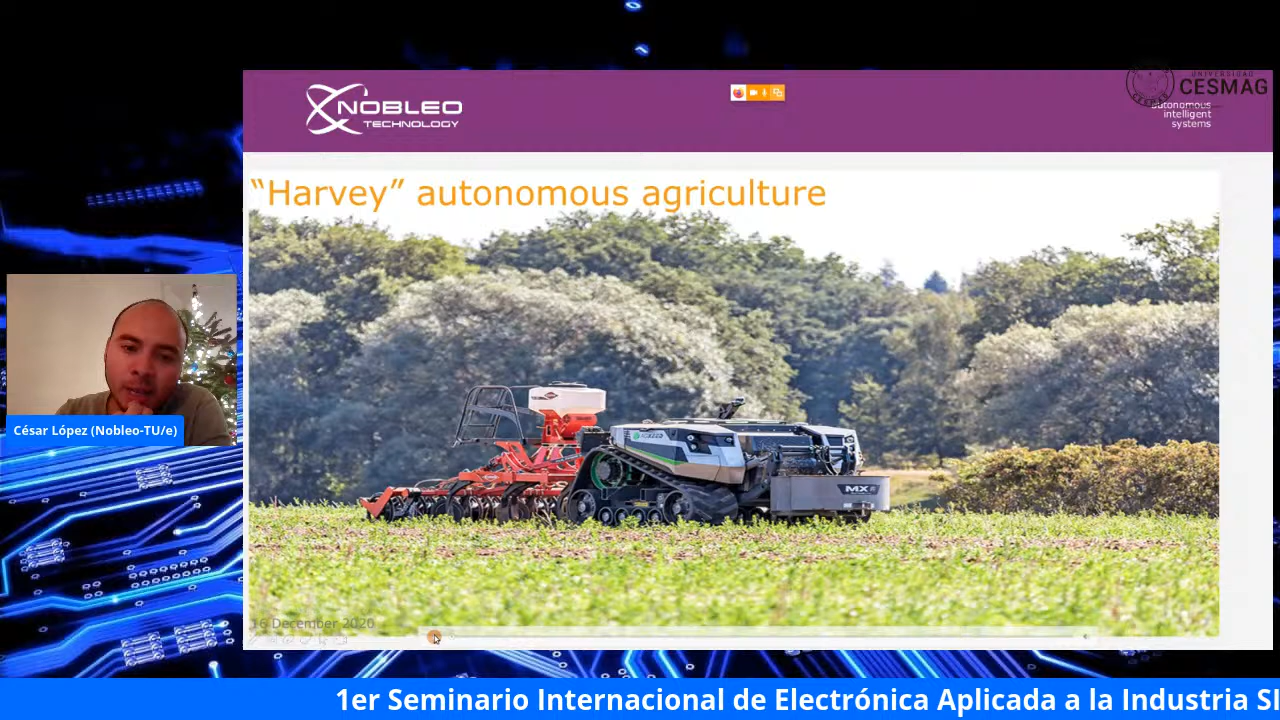 NOBLEO
TECHNOLOGY
UNIVERSIDAD
CESMAG
autonomous
intelligent
systems
“Harvey” autonomous agriculture
MX
16 December 2020
César López (Nobleo-TU/e)
1er Seminario Internacional de Electrónica Aplicada a la Industria SI